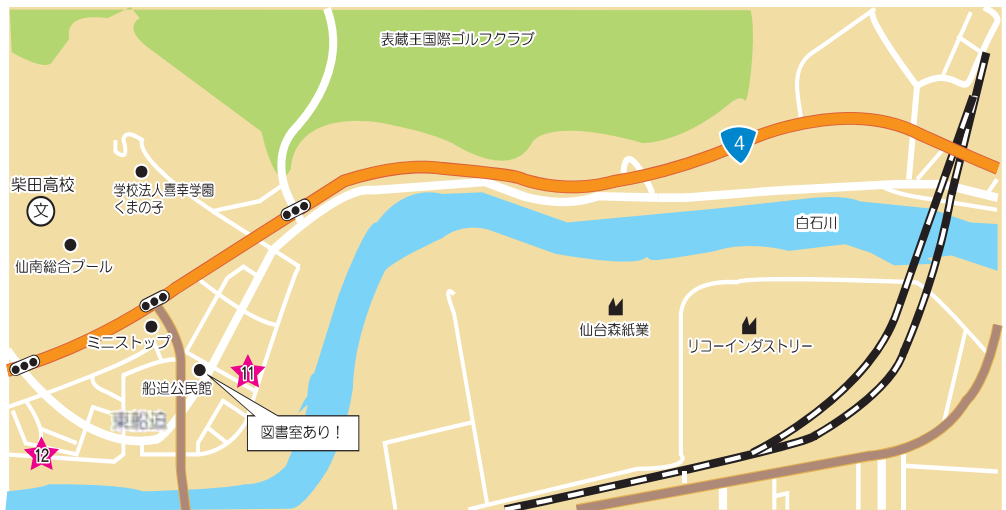 表蔵王国際ゴルフクラブ
4
柴田高校
文
学校法人喜幸学園
くまの子
白石川
仙南総合プール
仙台森紙業
リコーインダストリー
ミニストップ
船迫公民館
11
東船迫
図書室あり！
12